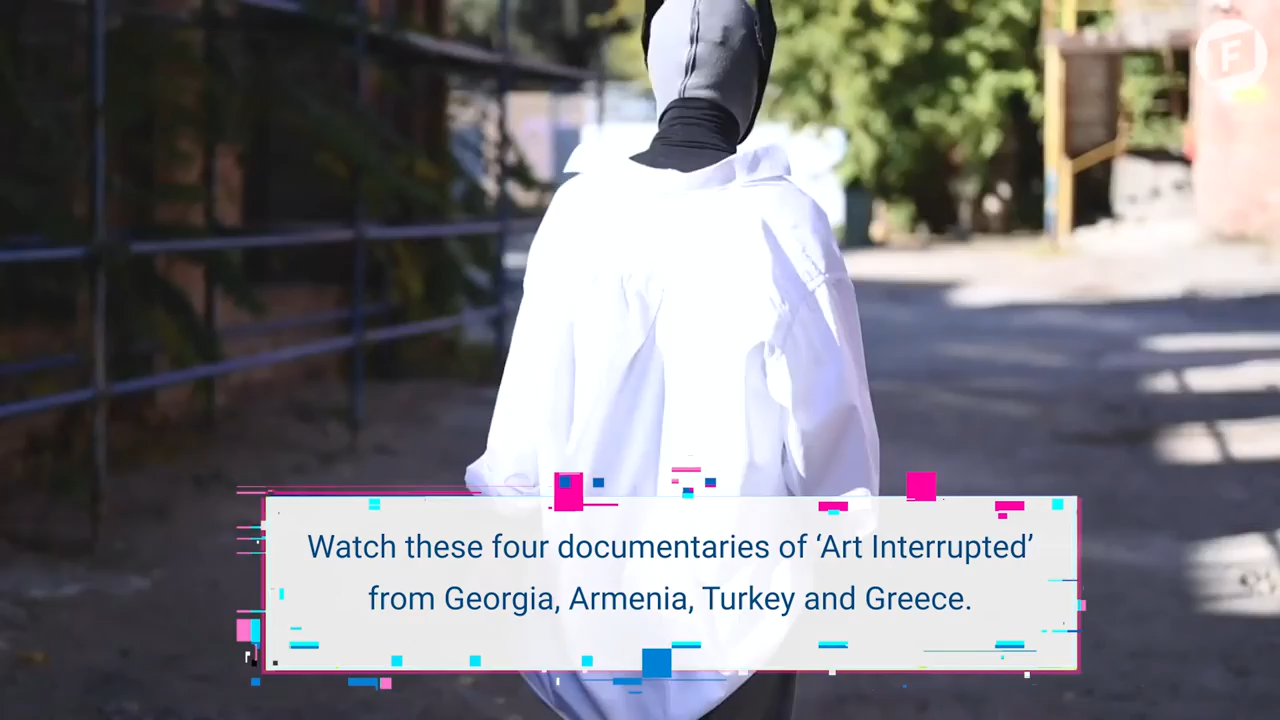 F
Watch these four documentaries of ‘Art Interrupted’
from Georgia, Armenia, Turkey and Greece.